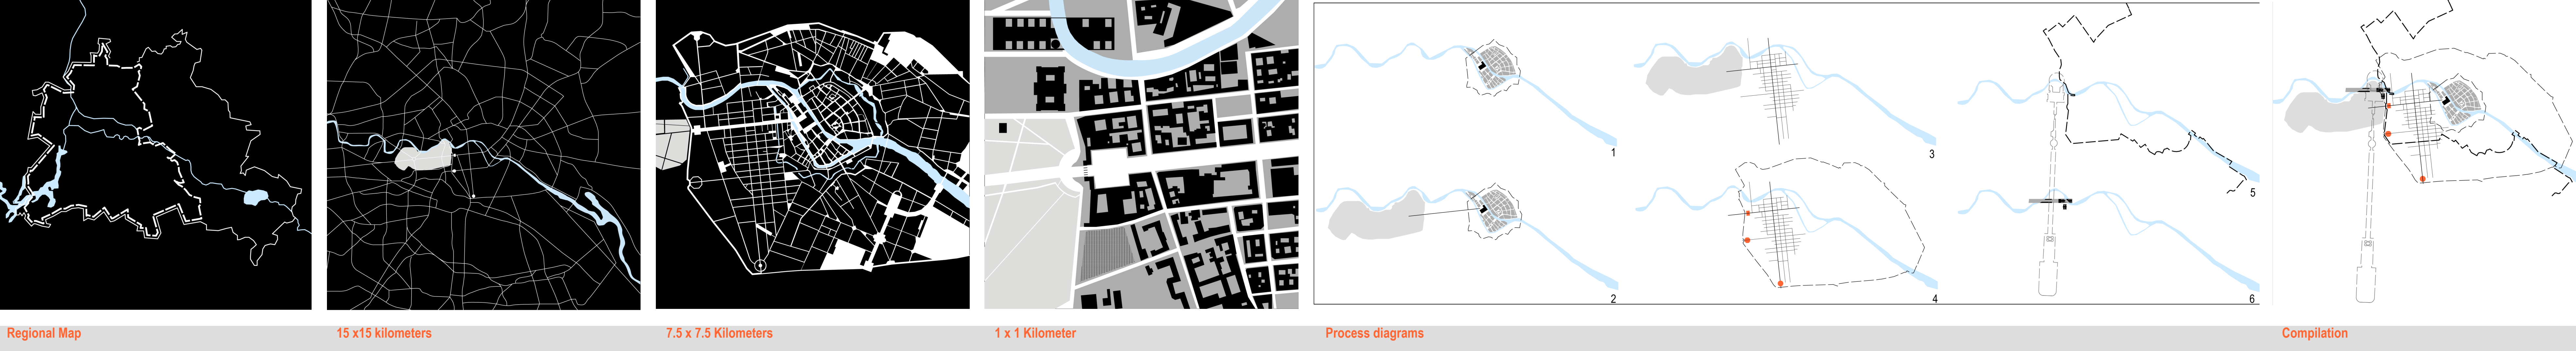 1
3
5
2
4
6
Regional Map
15 x15 kilometers
7.5 x 7.5 Kilometers
1 x 1 Kilometer
Process diagrams
Compilation